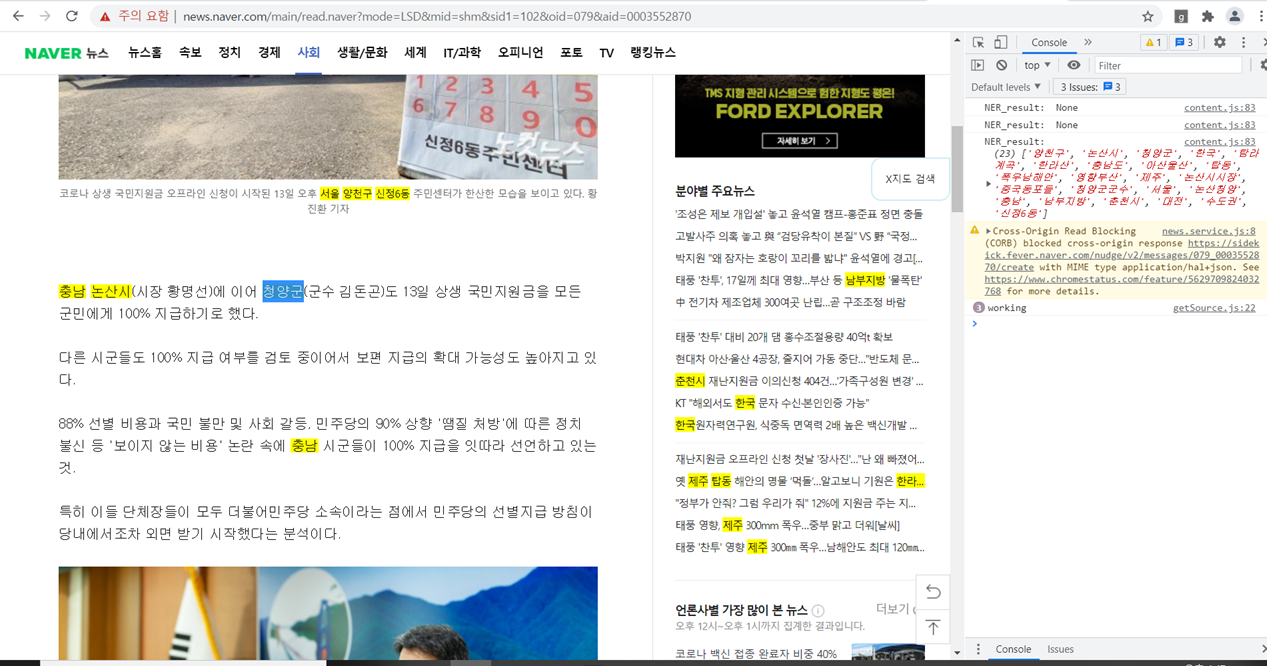 주의 요함 | news.naver.com/main/read.naver?mode=LSD&mid=shm&sid1=102&oid=079&aid=0003552870
NAVER 뉴스 뉴스홈 속보 정치 경제 사회 생활/문화 세계 IT/과학 오피니언 포토 TV 랭킹뉴스
1 2 3 4 5
6 7 8 9 0
신정6동주민센터
노컷뉴스
코로나 상생 국민지원금 오프라인 신청이 시작된 13일 오후 서울 양천구 신정6동 주민센터가 한산한 모습을 보이고 있다. 황
진환 기자
충남 논산시(시장 황명선)에 이어 청양군(군수 김돈곤)도 13일 상생 국민지원금을 모든
군민에게 100% 지급하기로 했다.
다른 시군들도 100% 지급 여부를 검토 중이어서 보편 지급의 확대 가능성도 높아지고 있
다.
88% 선별 비용과 국민 불만 및 사회 갈등, 민주당의 90% 상향 '땜질 처방'에 따른 정치
불신 등 '보이지 않는 비용' 논란 속에 충남 시군들이 100% 지급을 잇따라 선언하고 있는
것.
특히 이들 단체장들이 모두 더불어민주당 소속이라는 점에서 민주당의 선별지급 방침이
당내에서조차 외면 받기 시작했다는 분석이다.
TMS 지형 관리 시스템으로 험한 지형도 평온!
FORD EXPLORER
자세히 보기 >
X지도 검색
분야별 주요뉴스
'조성은 제보 개입설' 놓고 윤석열 캠프-홍준표 정면 충돌
고발사주 의혹 놓고 與 “검당유착이 본질” VS 野 “국정...
박지원 "왜 잠자는 호랑이 꼬리를 밟나" 윤석열에 경고[...
태풍 '찬투', 17일께 최대 영향…부산 등 남부지방 '물폭탄'
中 전기차 제조업체 300여곳 난립…곧 구조조정 바람
태풍 '찬투' 대비 20개 댐 홍수조절용량 40억t 확보
현대차 아산·울산 4공장, 줄지어 가동 중단…"반도체 문...
춘천시 재난지원금 이의신청 404건…'가족구성원 변경' ...
KT "해외서도 한국 문자 수신·본인인증 가능"
한국원자력연구원, 식중독 면역력 2배 높은 백신개발 ...
재난지원금 오프라인 신청 첫날 '장사진'…"난 왜 빠졌어...
옛 제주 탑동 해안의 명물 '먹돌'…알고보니 기원은 한라...
"정부가 안줘? 그럼 우리가 줘" 12%에 지원금 주는 지...
태풍 영향, 제주 300mm 폭우…중부 맑고 더워[날씨]
태풍 '찬투' 영향 제주 300㎜ 폭우…남해안도 최대 120㎜...
언론사별 가장 많이 본 뉴스 더보기
오후 12시~오후 1시까지 집계한 결과입니다.
코로나 백신 접종 완료자 비중 40%
Console » 1 3
top ▼ Filter
Default levels ▼ 3 Issues: 3
NER_result: None content.js:83
NER_result: None content.js:83
NER_result: content.js:83
(23) ['양천구', '논산시', '청양군', '한국', '탐라
계곡', '한라산', '충남도', '아산울산', '탑동',
'폭우남해안', '영향부산', '제주', '논산시시장',
'중국동포들', '청양군군수', '서울', '논산청양',
'충남', '남부지방', '춘천시', '대전', '수도권',
'신정6동']
Cross-Origin Read Blocking news.service.js:8
(CORB) blocked cross-origin response https://sidek
ick.fever.naver.com/nudge/v2/messages/079_00035528
70/create with MIME type application/hal+json. See
https://www.chromestatus.com/feature/5629709824032
768 for more details.
3 working getSource.js:22
Console Issues